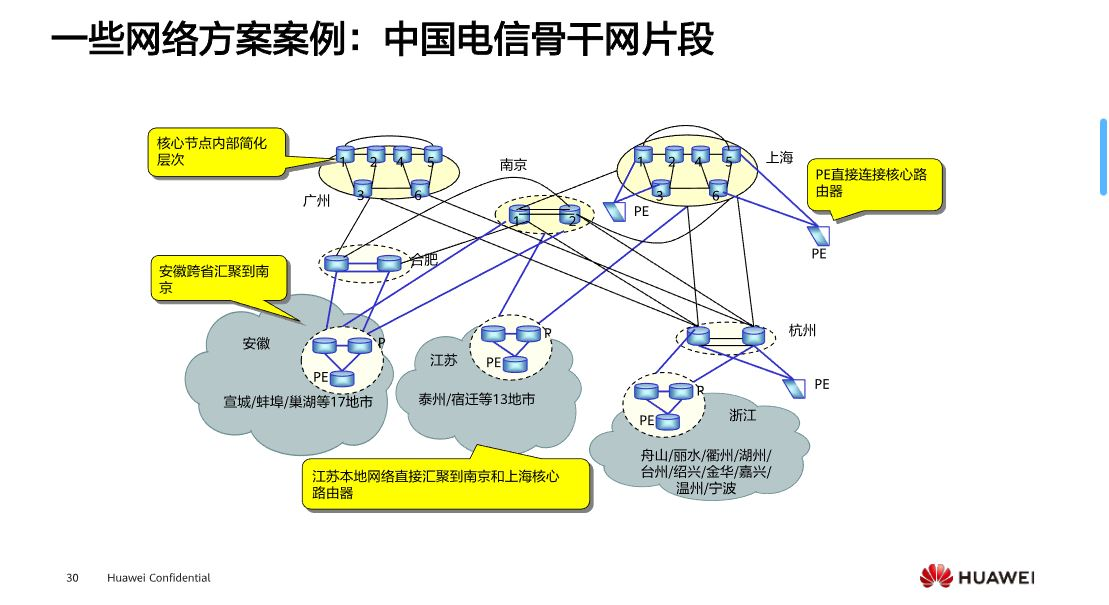 一些网络方案案例：中国电信骨干网片段
核心节点内部简化
层次
1
2
4
5
3
6
广州
南京
1
2
1
2
4
5
3
6
上海
PE
PE直接连接核心路
由器
PE
合肥
安徽跨省汇聚到南
京
安徽
P
PE
宣城/蚌埠/巢湖等17地市
江苏
P
PE
泰州/宿迁等13地市
杭州
PE
P
PE
浙江
舟山/丽水/衢州/湖州/
台州/绍兴/金华/嘉兴/
温州/宁波
江苏本地网络直接汇聚到南京和上海核心
路由器
30
Huawei Confidential
HUAWEI